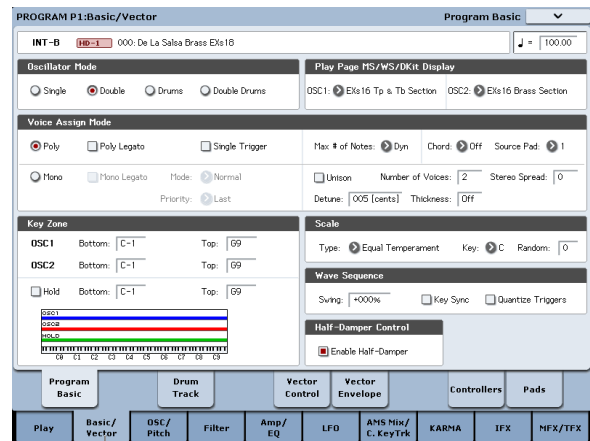 PROGRAM P1:Basic/Vector Program Basic
INT-B HD-1 000: De La Salsa Brass EXs16 ♩ = 100.00
Oscillator Mode
Single Double Drums Double Drums
Play Page MS/WS/DKit Display
OSC1: EXs16 Tp & Tb Section OSC2: EXs16 Brass Section
Voice Assign Mode
Poly Poly Legato Single Trigger Max # of Notes: Dyn Chord: Off Source Pad: 1
Mono Mono Legato Mode: Normal Unison Number of Voices: 2 Stereo Spread: 0
Priority: Last Detune: 005 [cents] Thickness: Off
Key Zone
OSC1 Bottom: C-1 Top: G9
OSC2 Bottom: C-1 Top: G9
Hold Bottom: C-1 Top: G9
OSC1
OSC2
HOLD
C0 C1 C2 C3 C4 C5 C6 C7 C8 C9
Scale
Type: Equal Temperament Key: C Random: 0
Wave Sequence
Swing: +000% Key Sync Quantize Triggers
Half-Damper Control
Enable Half-Damper
Program Basic
Drum Track
Vector Control
Vector Envelope
Controllers
Pads
Play
Basic/ Vector
OSC/ Pitch
Filter
Amp/ EQ
LFO
AMS Mix/ C. KeyTrk
KARMA
IFX
MFX/TFX